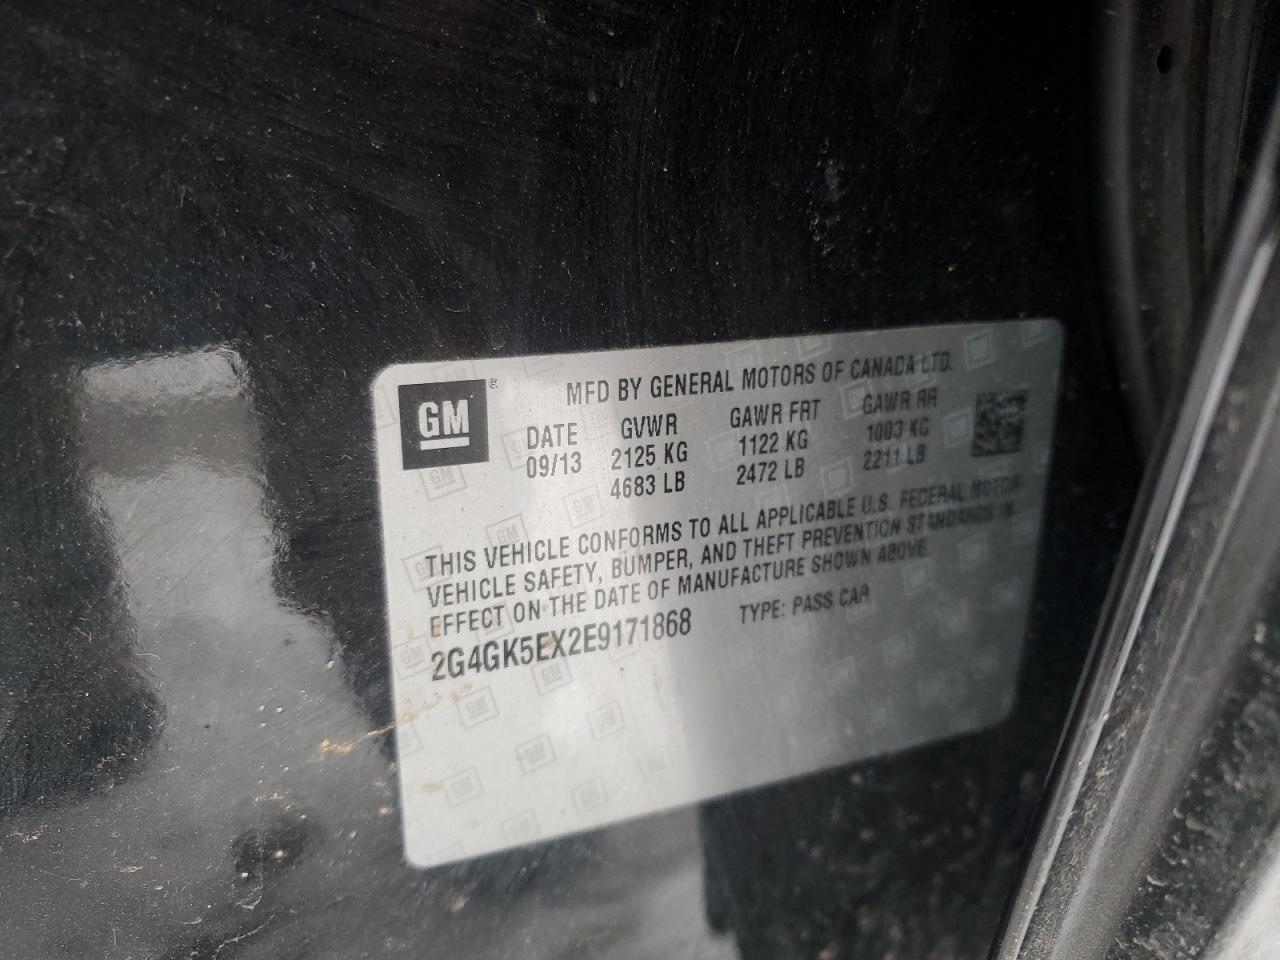 GM ®
MFD BY GENERAL MOTORS OF CANADA LTD.
DATE GVWR GAWR FRT GAWR RR
09/13 2125 KG 1122 KG 1003 KG
4683 LB 2472 LB 2211 LB
THIS VEHICLE CONFORMS TO ALL APPLICABLE U.S. FEDERAL MOTOR
VEHICLE SAFETY, BUMPER, AND THEFT PREVENTION STANDARDS IN
EFFECT ON THE DATE OF MANUFACTURE SHOWN ABOVE
2G4GK5EX2E9171868 TYPE: PASS CAR